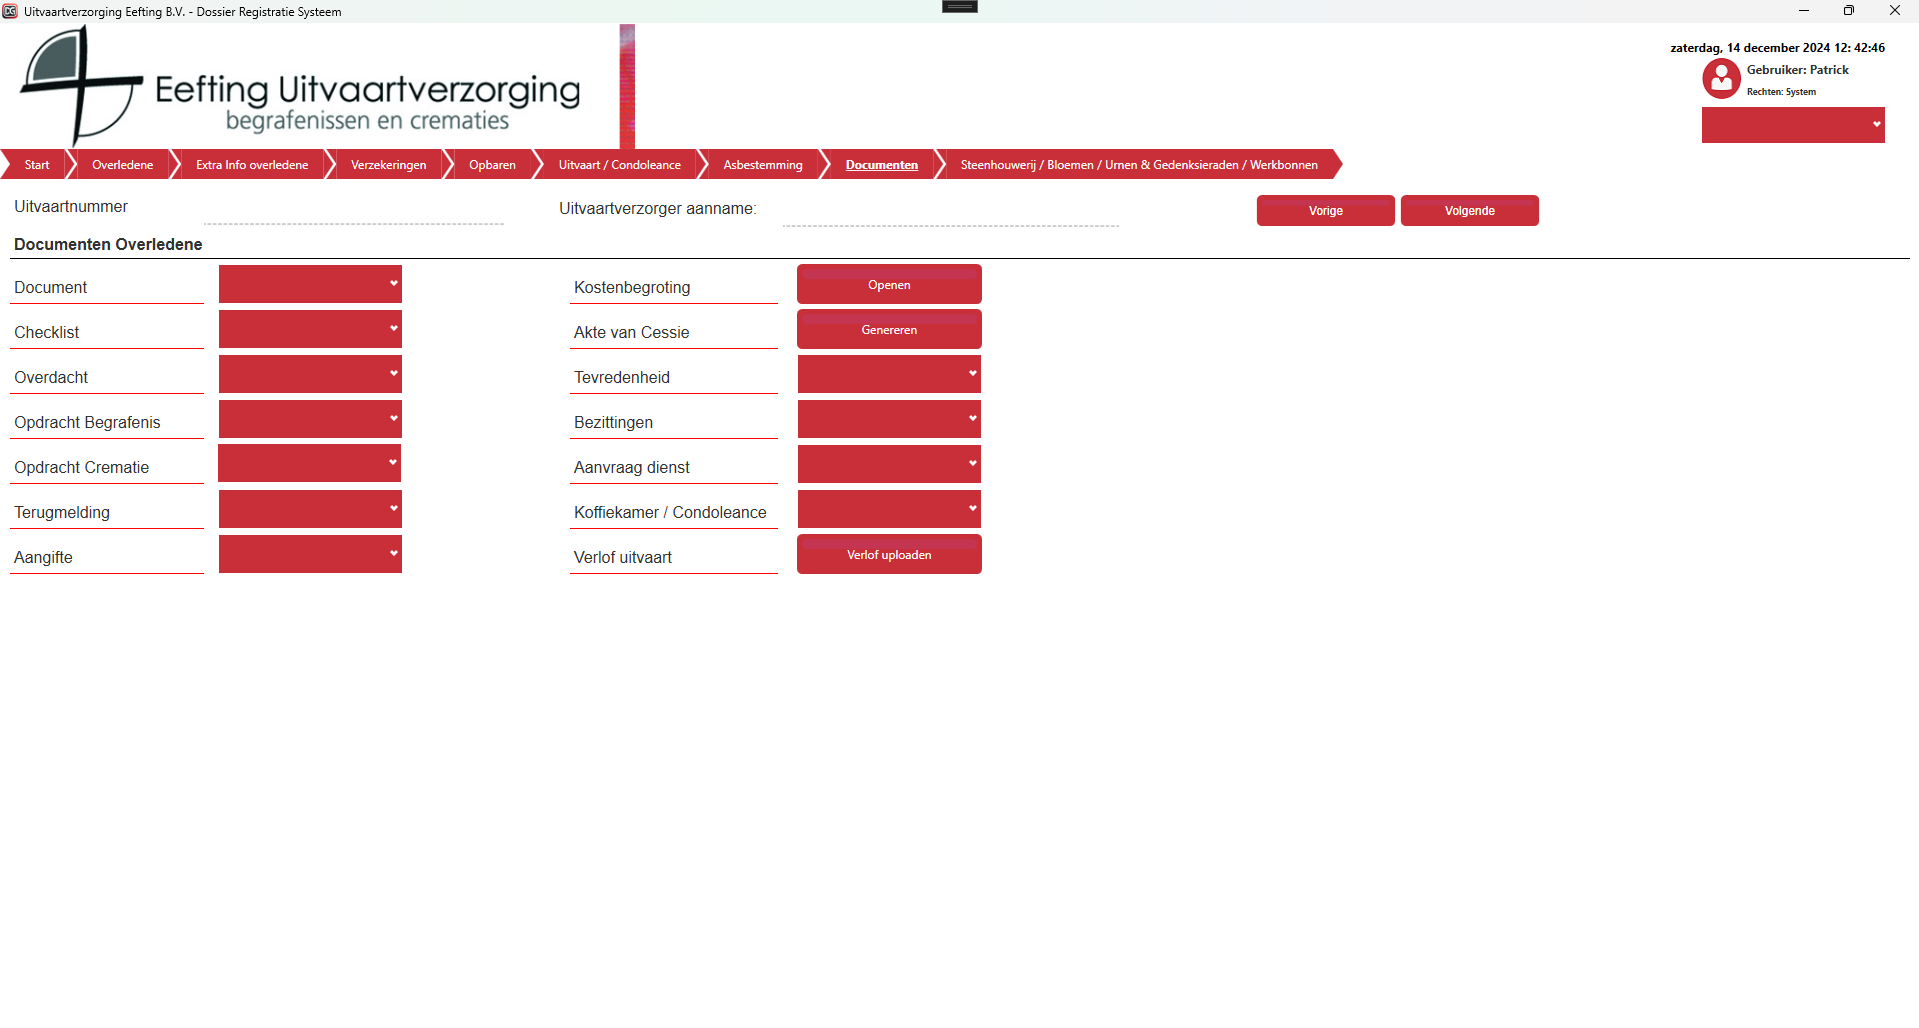 Uitvaartverzorging Eefting B.V. - Dossier Registratie Systeem
Eefting Uitvaartverzorging
begrafenissen en crematies
zaterdag, 14 december 2024 12: 42:46
Gebruiker: Patrick
Rechten: System
Start Overledene Extra Info overledene Verzekeringen Opbaren Uitvaart / Condoleance Asbestemming Documenten Steenhouwerij / Bloemen / Urnen & Gedenksieraden / Werkbonnen
Uitvaartnummer Uitvaartverzorger aanname: Vorige Volgende
Documenten Overledene
Document Kostenbegroting Openen
Checklist Akte van Cessie Genereren
Overdacht Tevredenheid
Opdracht Begrafenis Bezittingen
Opdracht Crematie Aanvraag dienst
Terugmelding Koffiekamer / Condoleance
Aangifte Verlof uitvaart Verlof uploaden